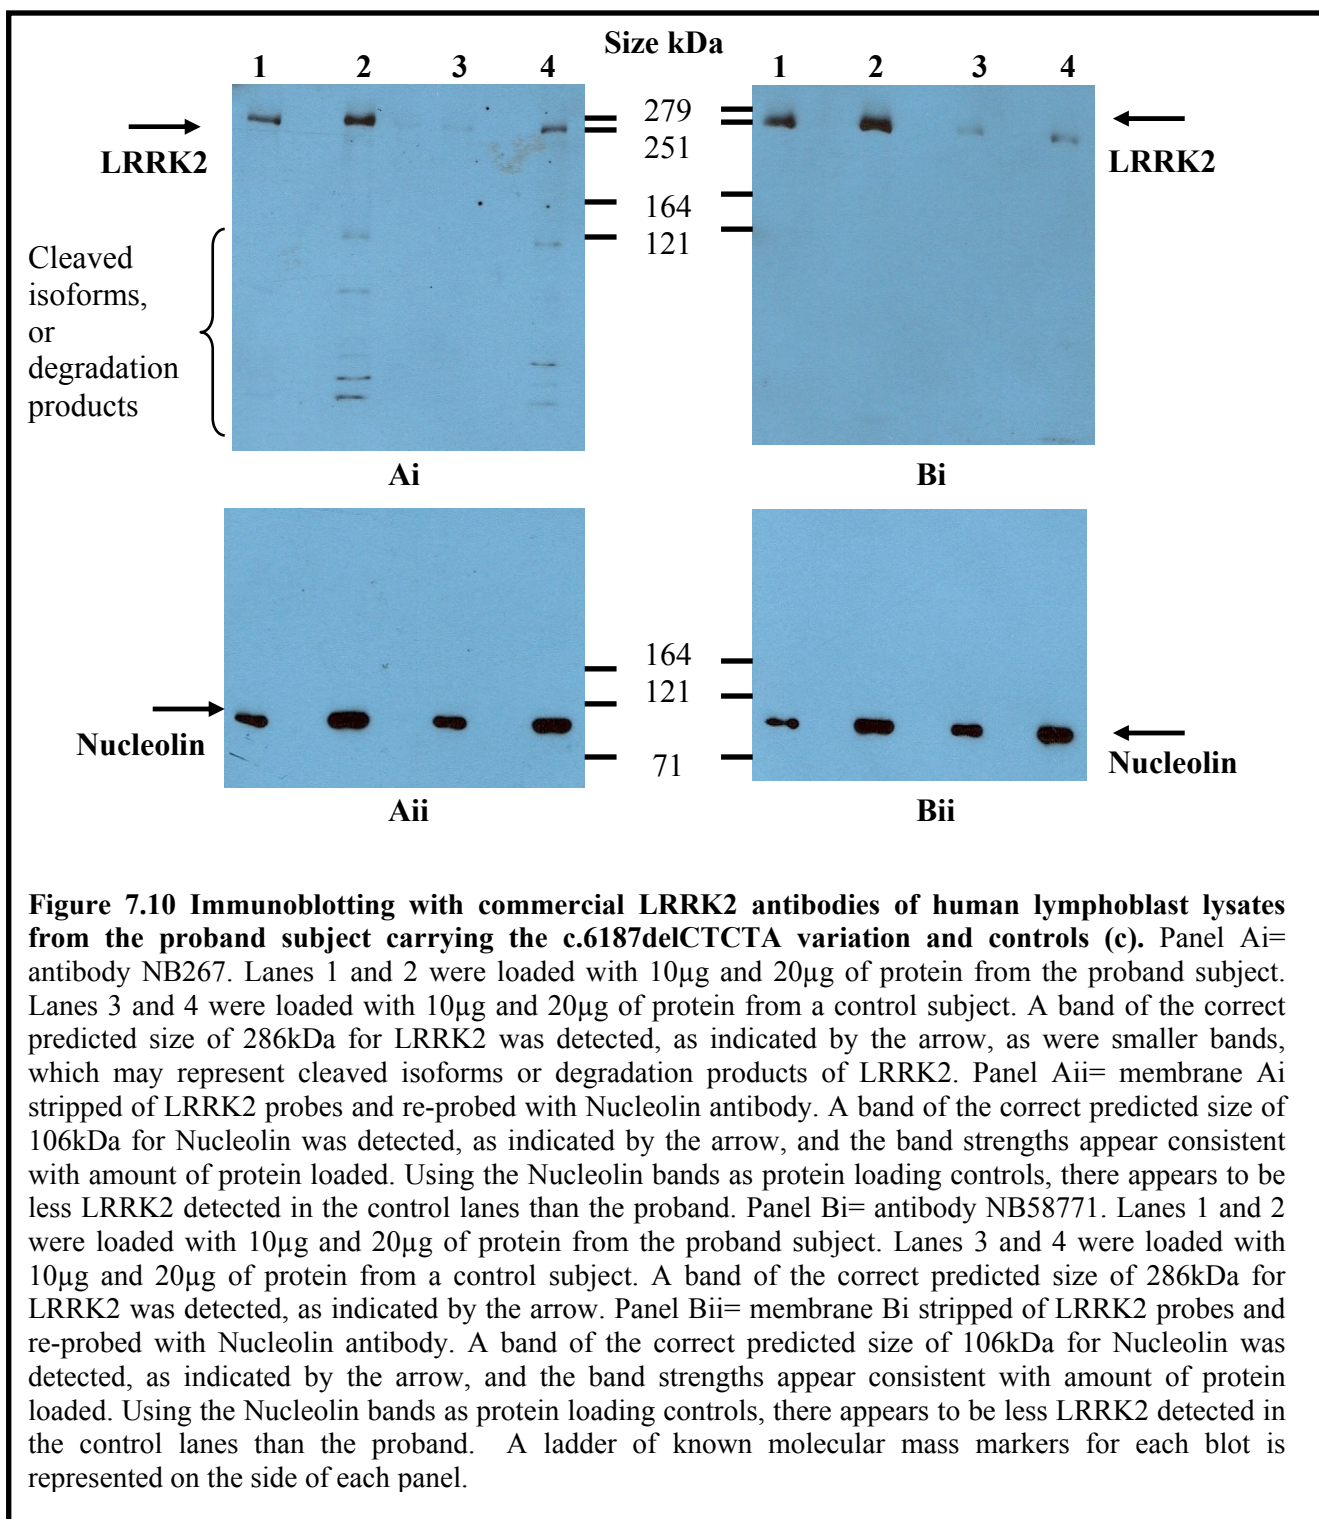 Size kDa
1 2 3 4
1 2 3 4
279
251
164
121
LRRK2
LRRK2
Cleaved
isoforms,
or
degradation
products
Ai
Bi
164
121
71
Nucleolin
Nucleolin
Aii
Bii
Figure 7.10 Immunoblotting with commercial LRRK2 antibodies of human lymphoblast lysates
from the proband subject carrying the c.6187delCTCTA variation and controls (c). Panel Ai=
antibody NB267. Lanes 1 and 2 were loaded with 10µg and 20µg of protein from the proband subject.
Lanes 3 and 4 were loaded with 10µg and 20µg of protein from a control subject. A band of the correct
predicted size of 286kDa for LRRK2 was detected, as indicated by the arrow, as were smaller bands,
which may represent cleaved isoforms or degradation products of LRRK2. Panel Aii= membrane Ai
stripped of LRRK2 probes and re-probed with Nucleolin antibody. A band of the correct predicted size of
106kDa for Nucleolin was detected, as indicated by the arrow, and the band strengths appear consistent
with amount of protein loaded. Using the Nucleolin bands as protein loading controls, there appears to be
less LRRK2 detected in the control lanes than the proband. Panel Bi= antibody NB58771. Lanes 1 and 2
were loaded with 10µg and 20µg of protein from the proband subject. Lanes 3 and 4 were loaded with
10µg and 20µg of protein from a control subject. A band of the correct predicted size of 286kDa for
LRRK2 was detected, as indicated by the arrow. Panel Bii= membrane Bi stripped of LRRK2 probes and
re-probed with Nucleolin antibody. A band of the correct predicted size of 106kDa for Nucleolin was
detected, as indicated by the arrow, and the band strengths appear consistent with amount of protein
loaded. Using the Nucleolin bands as protein loading controls, there appears to be less LRRK2 detected in
the control lanes than the proband. A ladder of known molecular mass markers for each blot is
represented on the side of each panel.